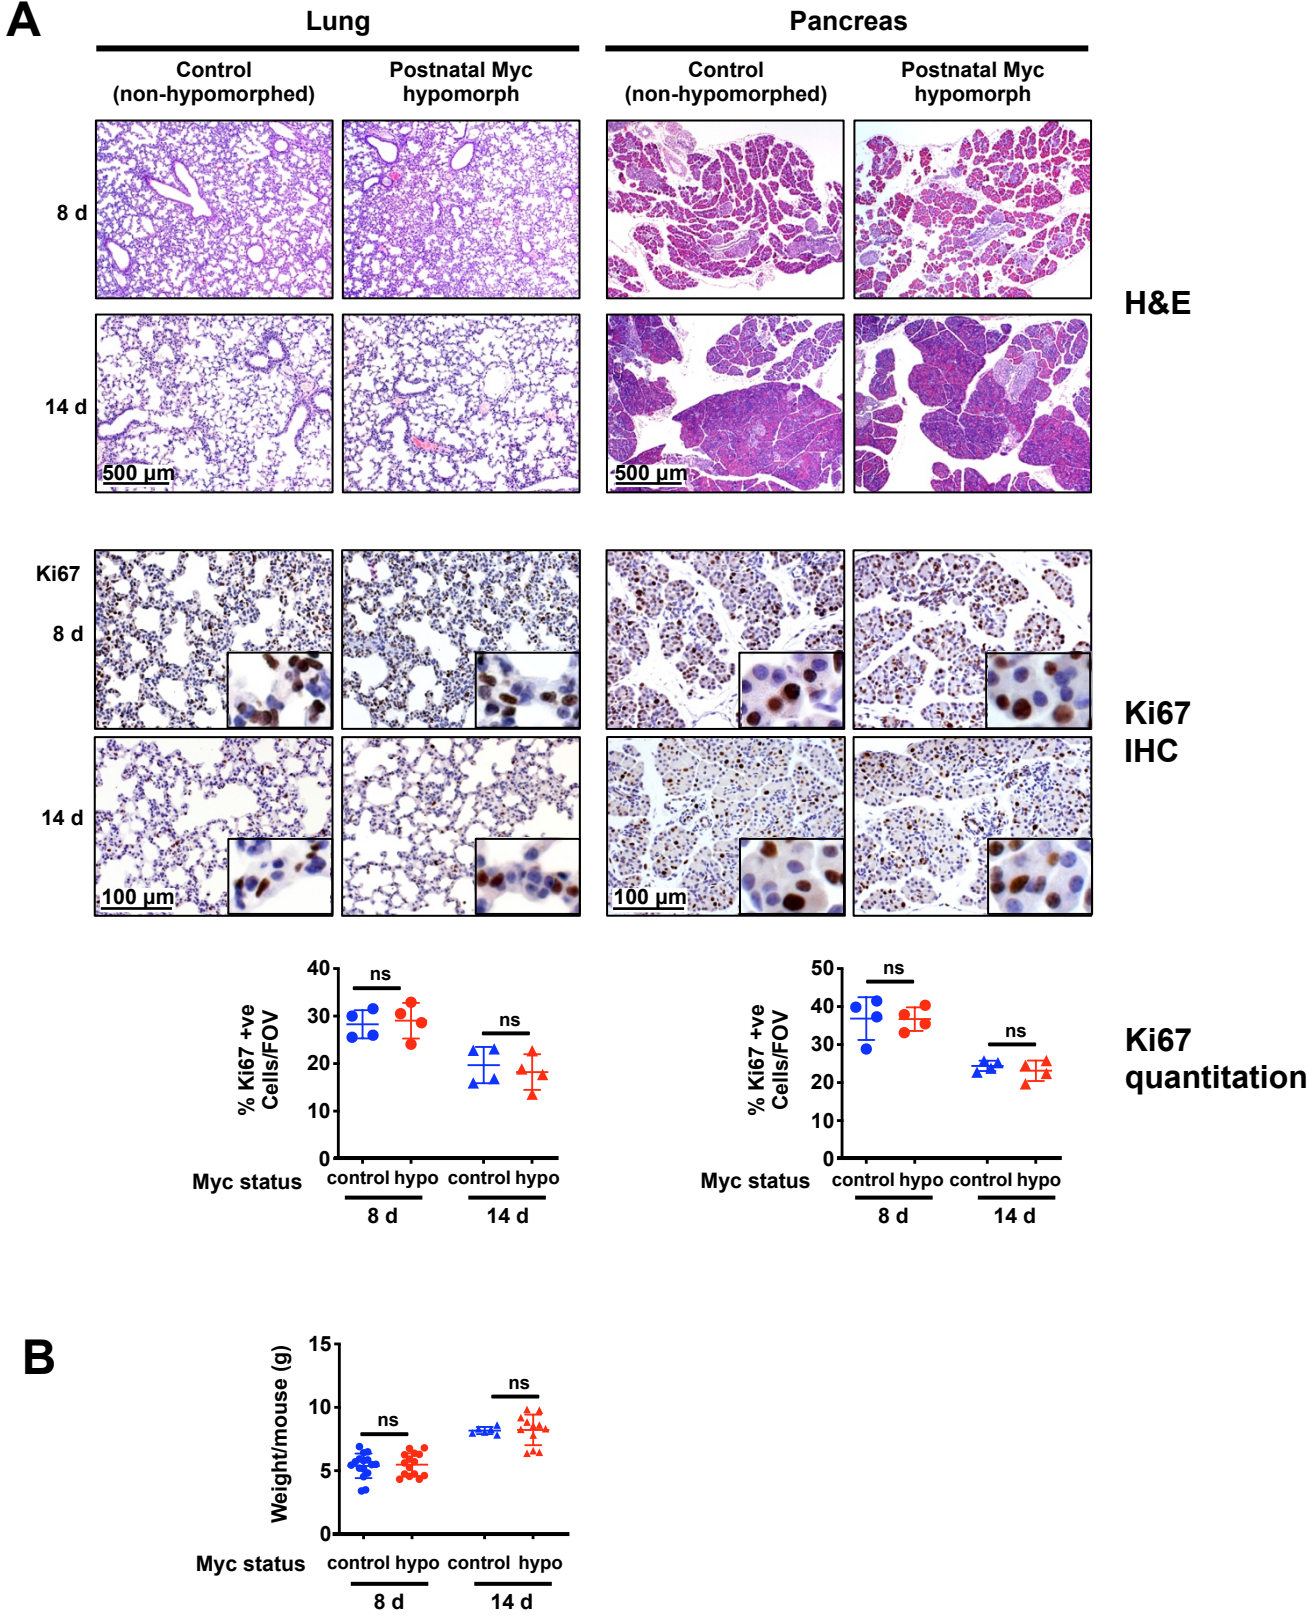 A
Lung
Pancreas
Control
(non-hypomorphed)
Postnatal Myc
hypomorph
Control
(non-hypomorphed)
Postnatal Myc
hypomorph
8 d
H&E
14 d
500 µm
500 µm
Ki67
8 d
Ki67
IHC
14 d
100 µm
100 µm
% Ki67 +ve
Cells/FOV
40
30
20
10
0
ns
ns
Myc status
control hypo
control hypo
8 d
14 d
% Ki67 +ve
Cells/FOV
50
40
30
20
10
0
ns
ns
Myc status
control hypo
control hypo
8 d
14 d
Ki67
quantitation
B
Weight/mouse (g)
15
10
5
0
ns
ns
Myc status
control hypo
control hypo
8 d
14 d